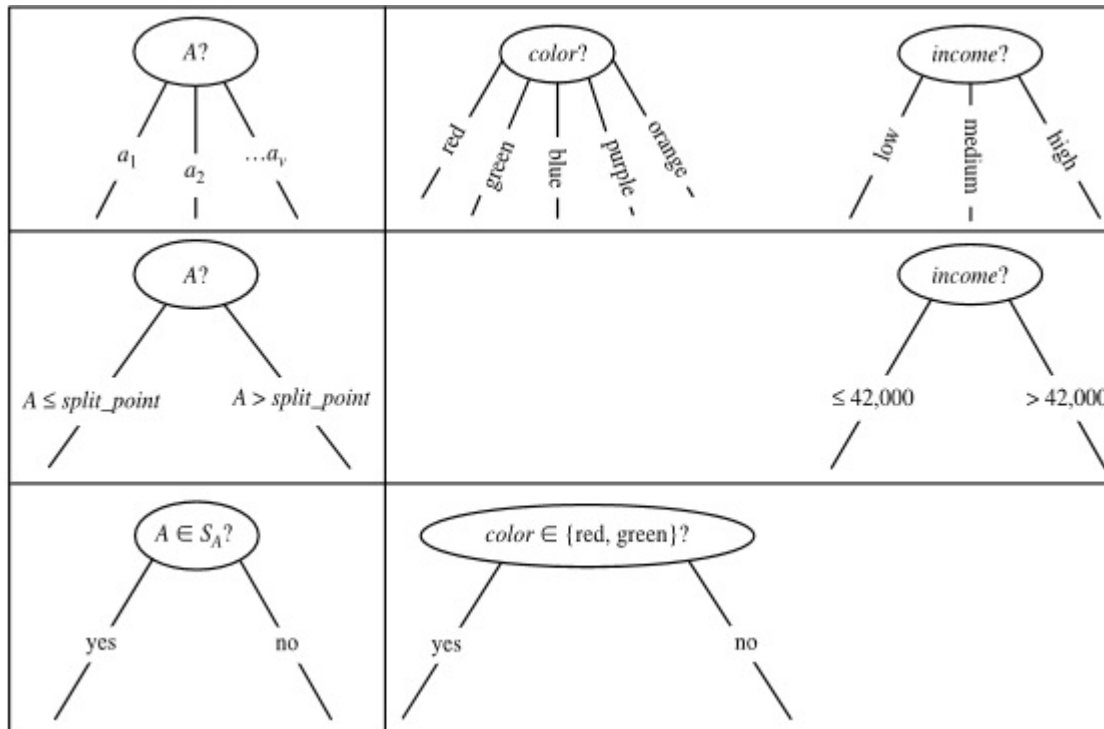 A?
a1
a2
…av
color?
red
green
blue
purple
orange
income?
low
medium
high
A?
A ≤ split_point
A > split_point
income?
≤ 42,000
> 42,000
A ∈ SA?
yes
no
color ∈ {red, green}?
yes
no